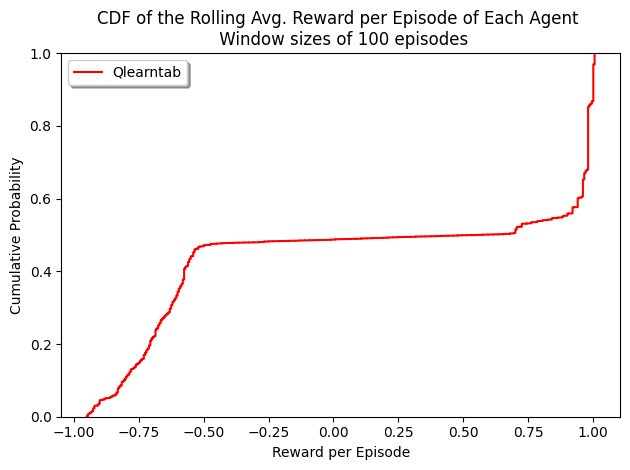 CDF of the Rolling Avg. Reward per Episode of Each Agent
Window sizes of 100 episodes
Qlearntab
Cumulative Probability
1.0
0.8
0.6
0.4
0.2
0.0
−1.00 −0.75 −0.50 −0.25 0.00 0.25 0.50 0.75 1.00
Reward per Episode